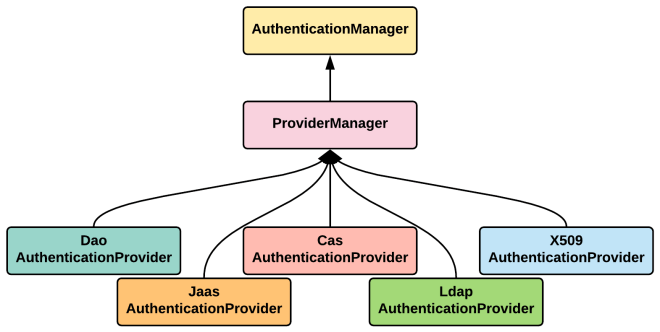 AuthenticationManager
ProviderManager
Dao
AuthenticationProvider
Cas
AuthenticationProvider
X509
AuthenticationProvider
Jaas
AuthenticationProvider
Ldap
AuthenticationProvider